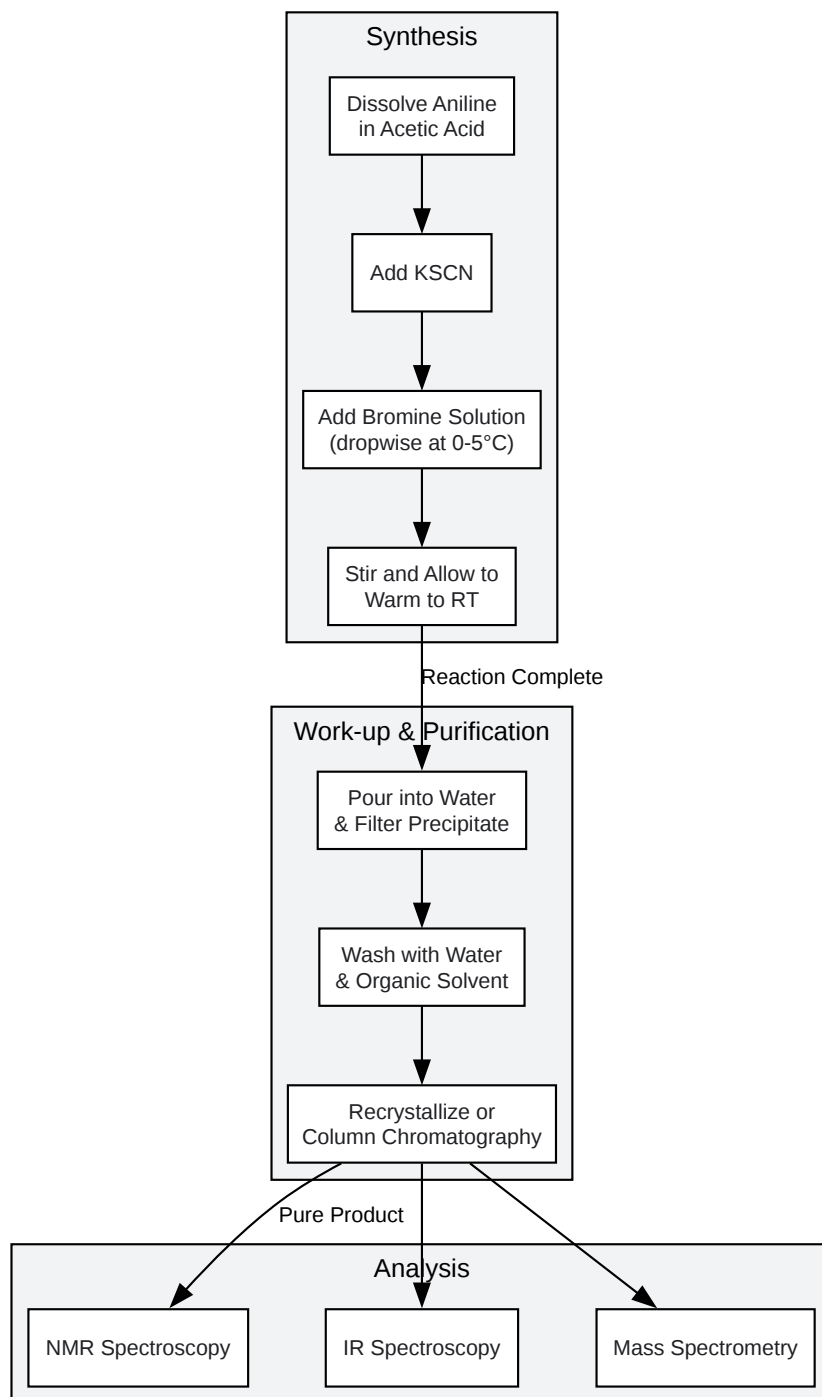 Synthesis
Dissolve Aniline
in Acetic Acid
Add KSCN
Add Bromine Solution
(dropwise at 0-5°C)
Stir and Allow to
Warm to RT
Reaction Complete
Work-up & Purification
Pour into Water
& Filter Precipitate
Wash with Water
& Organic Solvent
Recrystallize or
Column Chromatography
Pure Product
Analysis
NMR Spectroscopy
IR Spectroscopy
Mass Spectrometry